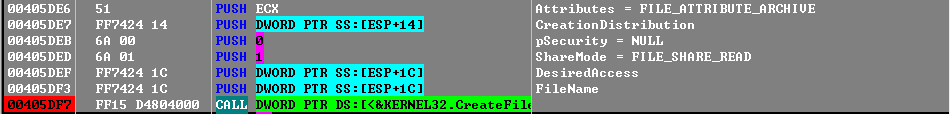 00405DE6 51 PUSH ECX Attributes = FILE_ATTRIBUTE_ARCHIVE
00405DE7 FF7424 14 PUSH DWORD PTR SS:[ESP+14] CreationDistribution
00405DEB 6A 00 PUSH 0 pSecurity = NULL
00405DED 6A 01 PUSH 1 ShareMode = FILE_SHARE_READ
00405DEF FF7424 1C PUSH DWORD PTR SS:[ESP+1C] DesiredAccess
00405DF3 FF7424 1C PUSH DWORD PTR SS:[ESP+1C] FileName
00405DF7 FF15 D4804000 CALL DWORD PTR DS:[<&KERNEL32.CreateFile